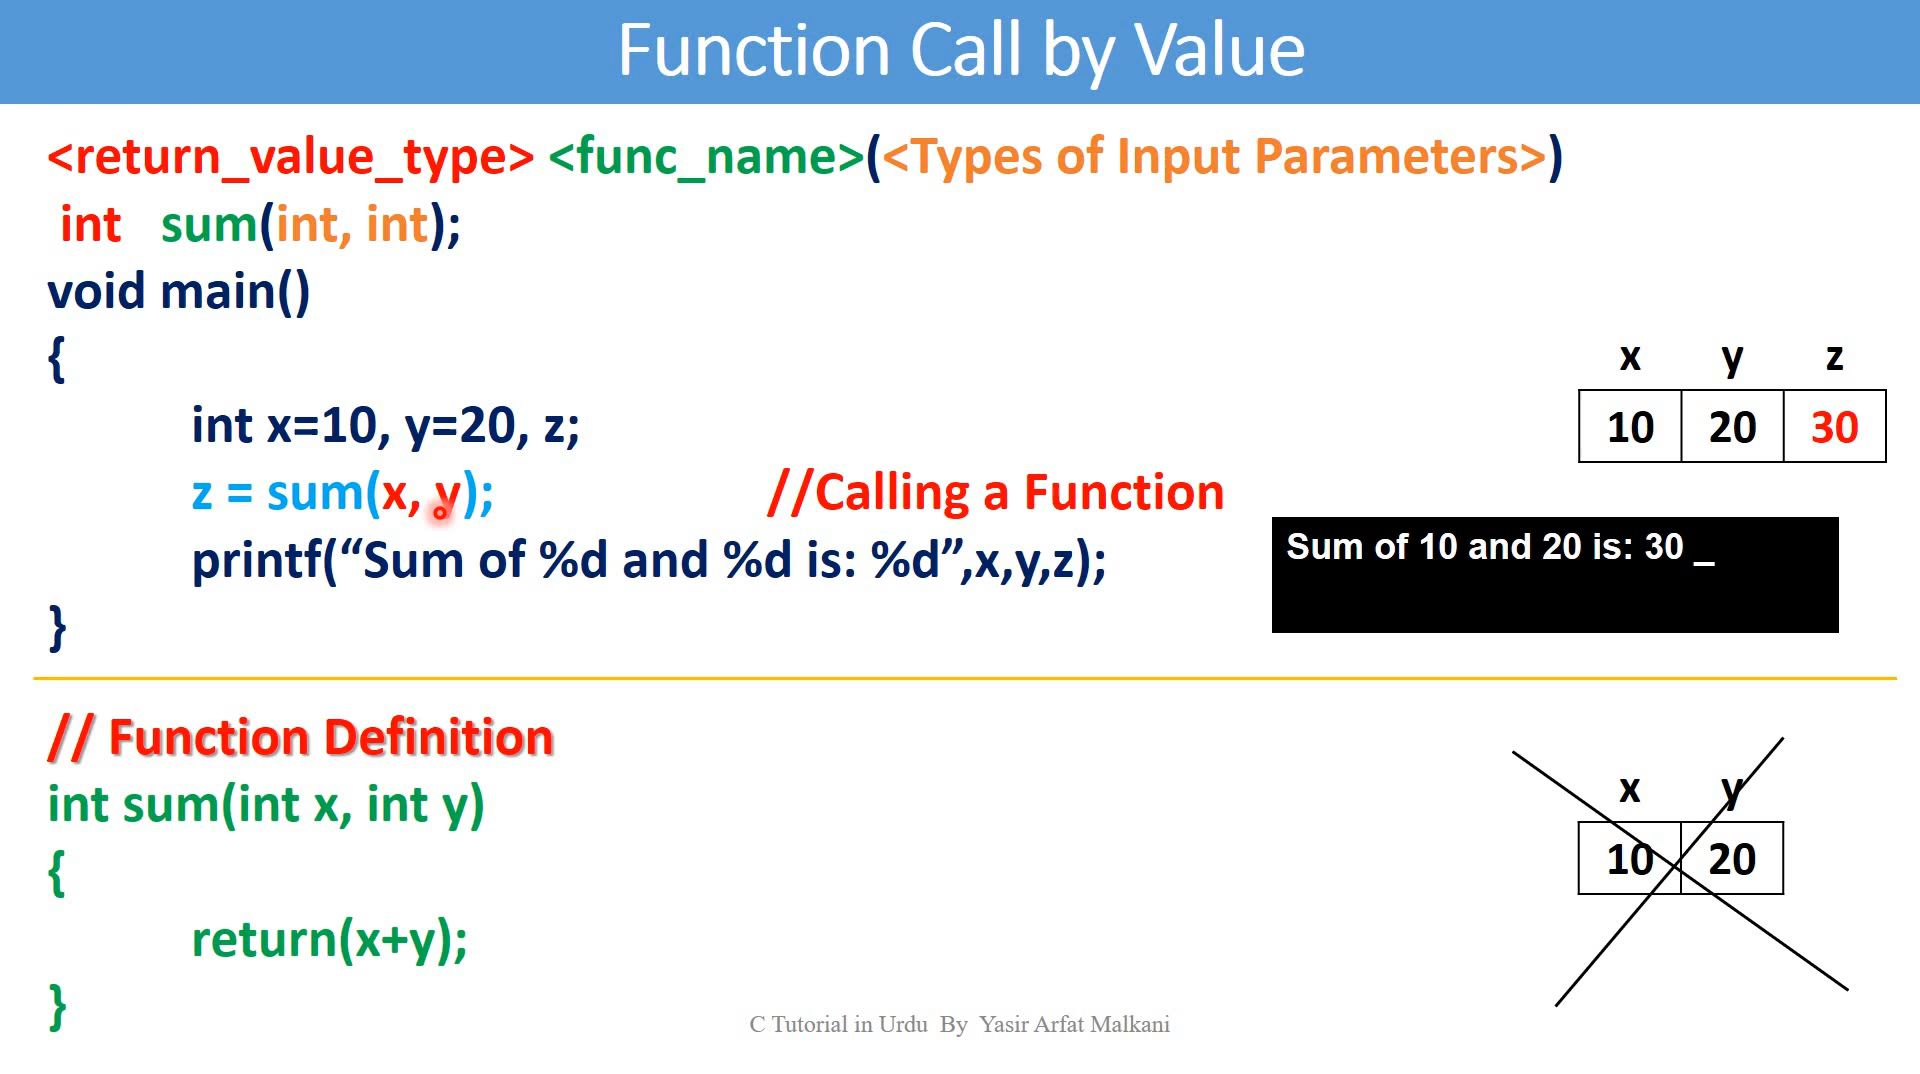 Function Call by Value
<return_value_type> <func_name>(<Types of Input Parameters>)
int sum(int, int);
void main()
{
int x=10, y=20, z;
z = sum(x, y); //Calling a Function
printf(“Sum of %d and %d is: %d”,x,y,z);
}
x y z
10 20 30
Sum of 10 and 20 is: 30 _
// Function Definition
int sum(int x, int y)
{
return(x+y);
}
x y
10 20
C Tutorial in Urdu By Yasir Arfat Malkani